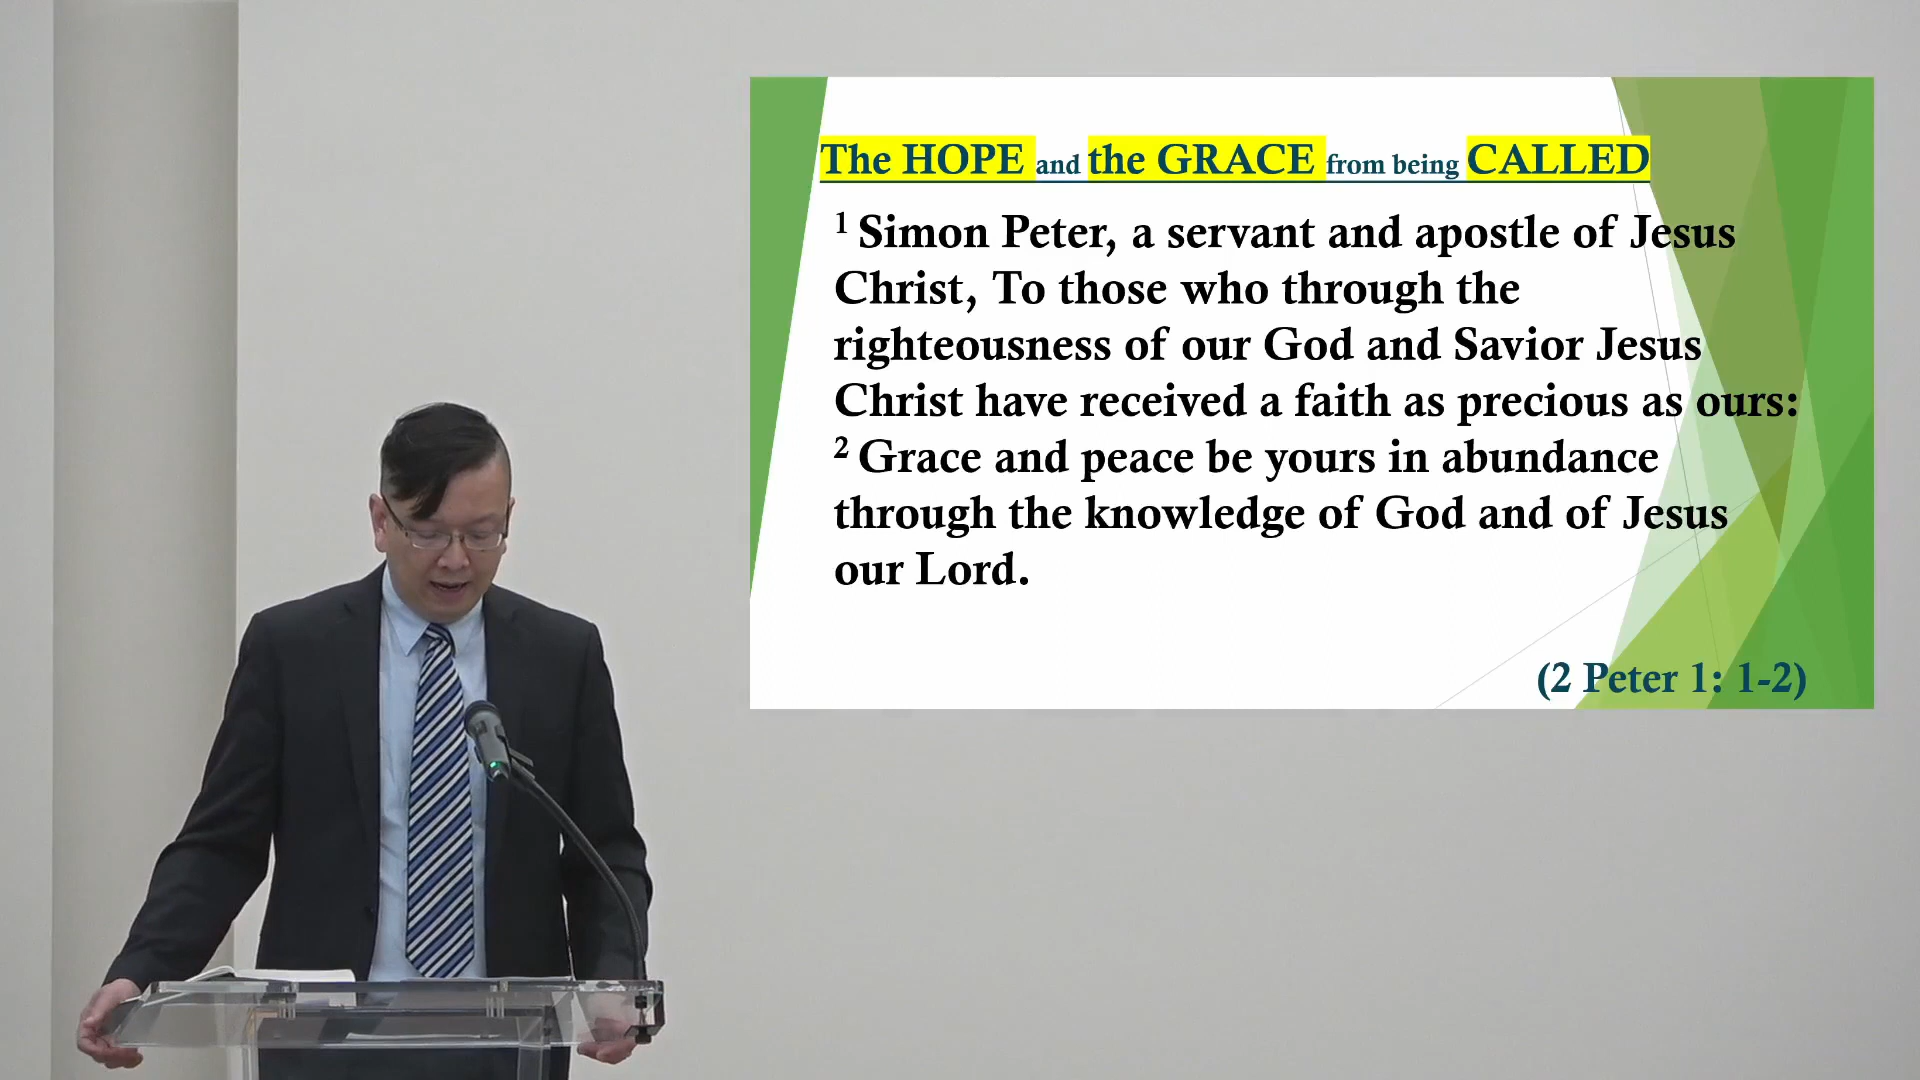 The HOPE and the GRACE from being CALLED
1 Simon Peter, a servant and apostle of Jesus
Christ, To those who through the
righteousness of our God and Savior Jesus
Christ have received a faith as precious as ours:
2 Grace and peace be yours in abundance
through the knowledge of God and of Jesus
our Lord.
(2 Peter 1: 1-2)